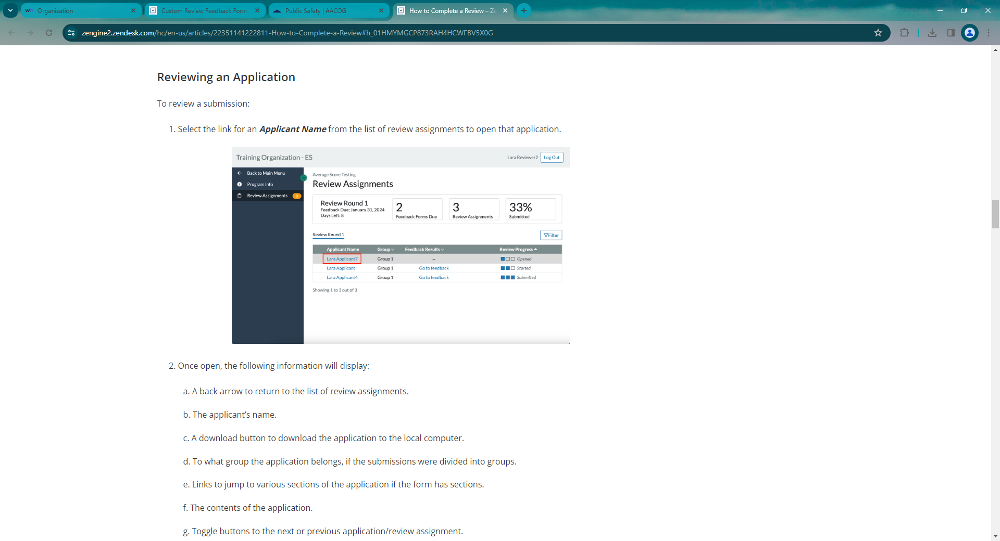 Organization
Custom Review Feedback Form
Public Safety | AACOG
How to Complete a Review – Ze
zengine2.zendesk.com/hc/en-us/articles/22351141222811-How-to-Complete-a-Review#h_01HMYMGCP873RAH4HCWFBV5X0G
Reviewing an Application
To review a submission:
1. Select the link for an Applicant Name from the list of review assignments to open that application.
Training Organization - ES
Lara Reviewer2 Log Out
Back to Main Menu
Program Info
Review Assignments 3
Average Score Testing
Review Assignments
Review Round 1
Feedback Due: January 31, 2024
Days Left: 8
2
Feedback Forms Due
3
Review Assignments
33%
Submitted
Review Round 1
Filter
Applicant Name Group Feedback Results Review Progress
Lara Applicant7 Group 1 -- Opened
Lara Applicant Group 1 Go to feedback Started
Lara Applicant4 Group 1 Go to feedback Submitted
Showing 1 to 3 out of 3
2. Once open, the following information will display:
a. A back arrow to return to the list of review assignments.
b. The applicant’s name.
c. A download button to download the application to the local computer.
d. To what group the application belongs, if the submissions were divided into groups.
e. Links to jump to various sections of the application if the form has sections.
f. The contents of the application.
g. Toggle buttons to the next or previous application/review assignment.